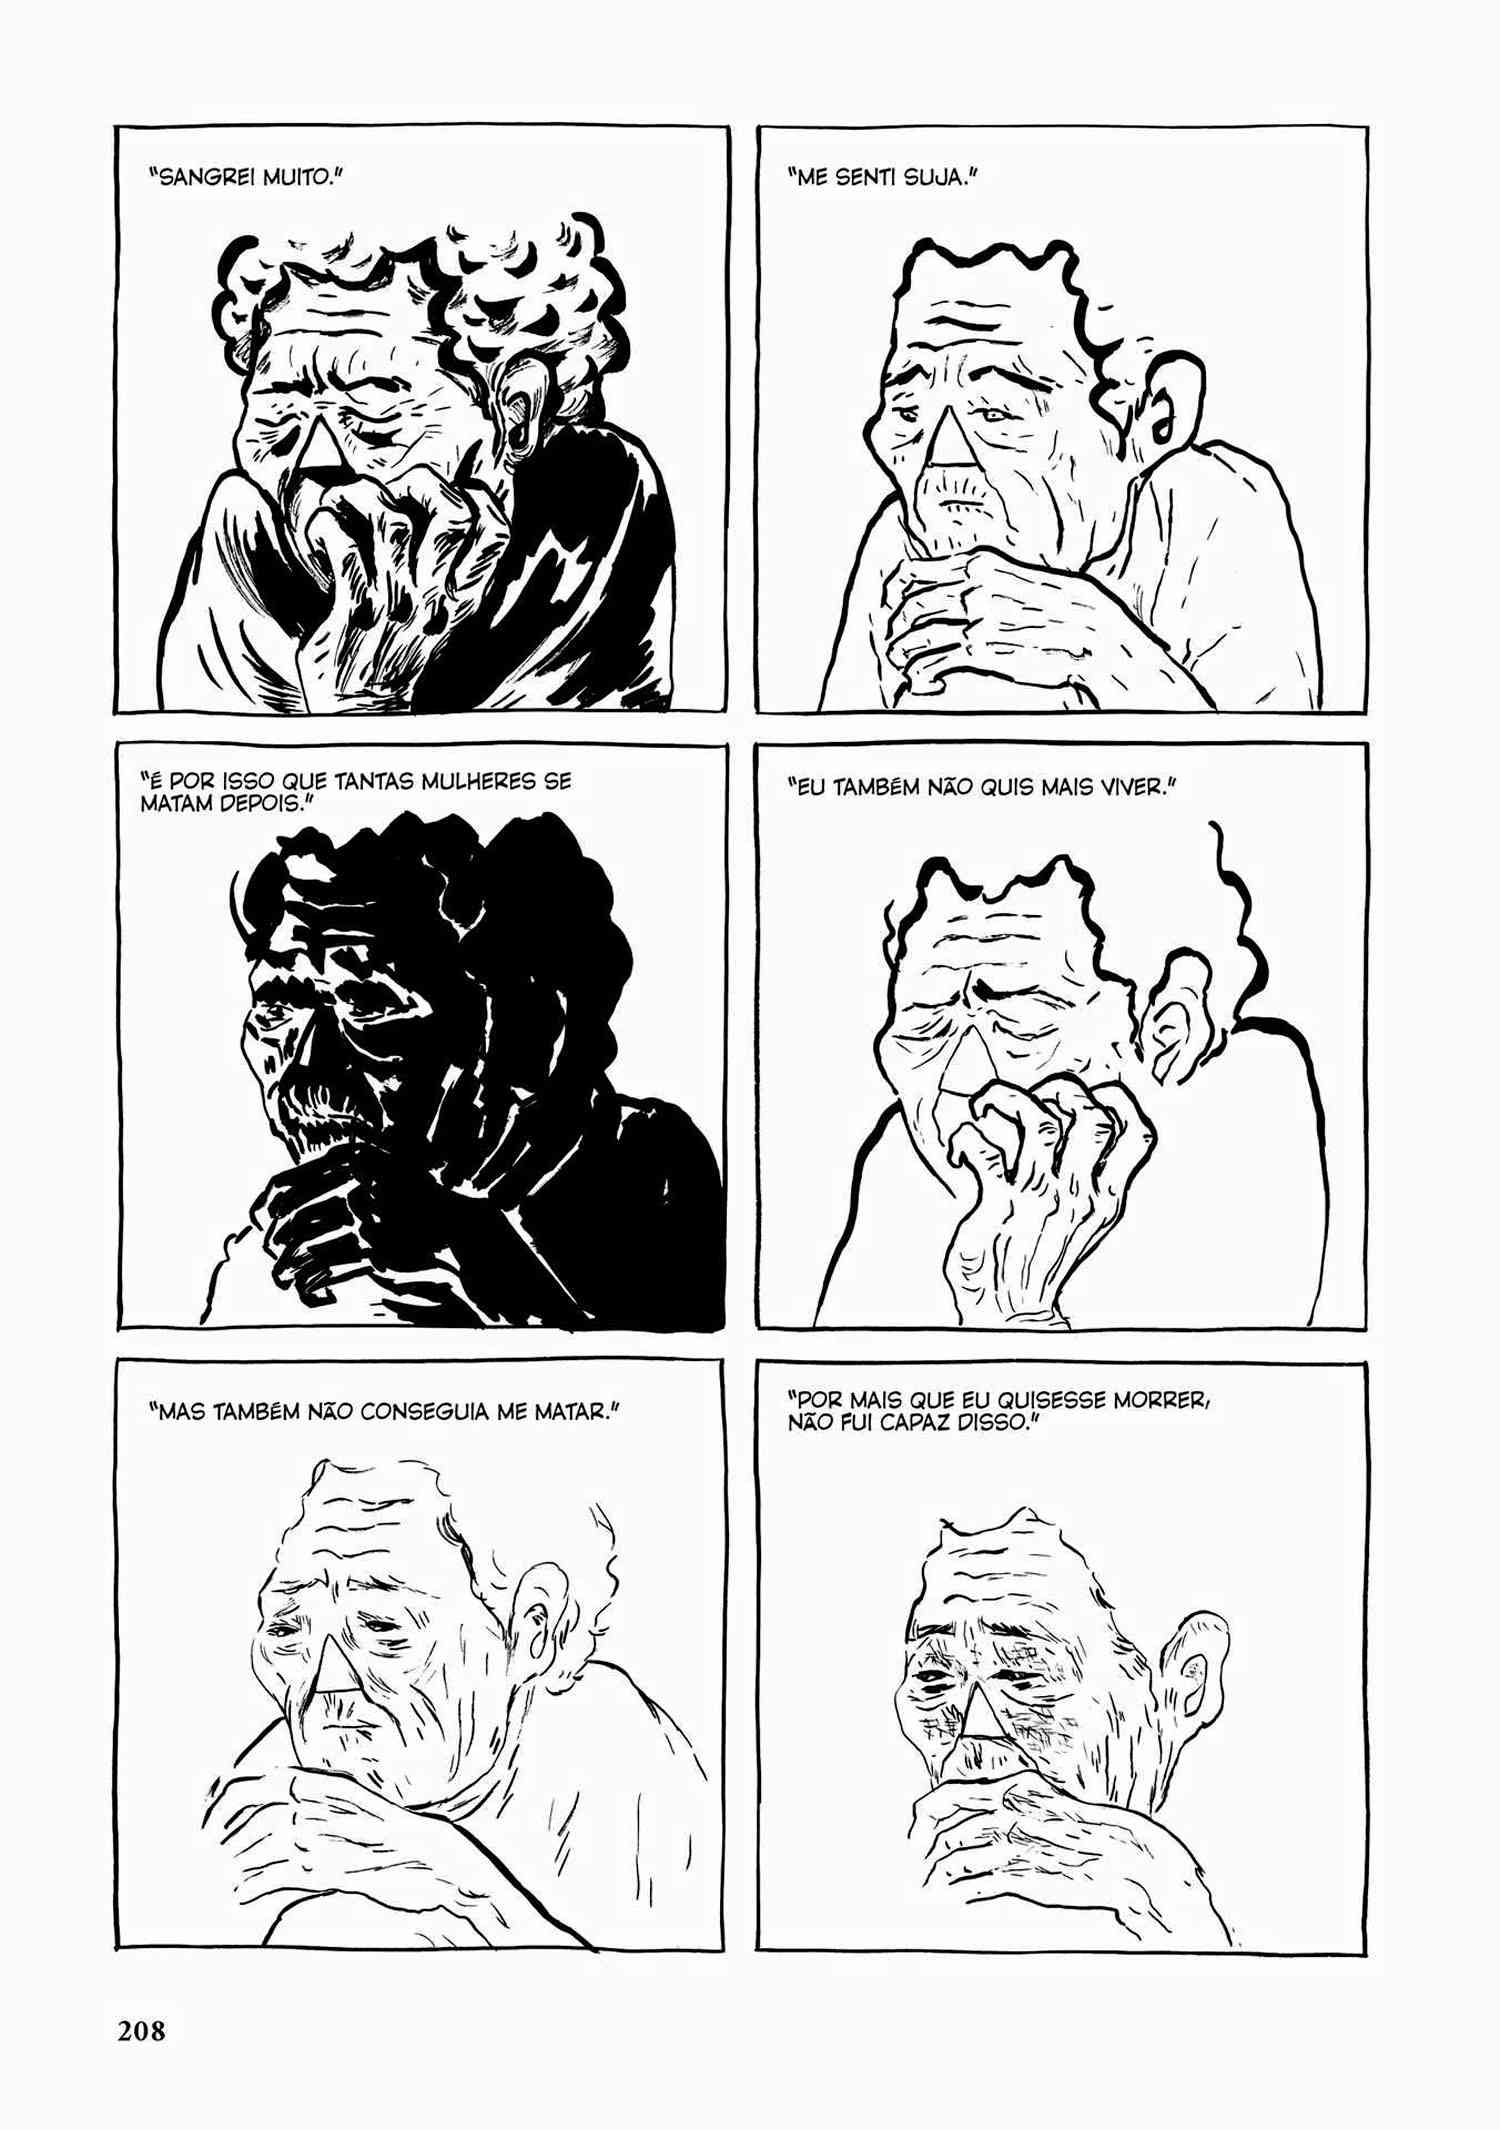 "SANGREI MUITO."
"ME SENTI SUJA."
"É POR ISSO QUE TANTAS MULHERES SE
MATAM DEPOIS."
"EU TAMBÉM NÃO QUIS MAIS VIVER."
"MAS TAMBÉM NÃO CONSEGUIA ME MATAR."
"POR MAIS QUE EU QUISESSE MORRER,
NÃO FUI CAPAZ DISSO."
208